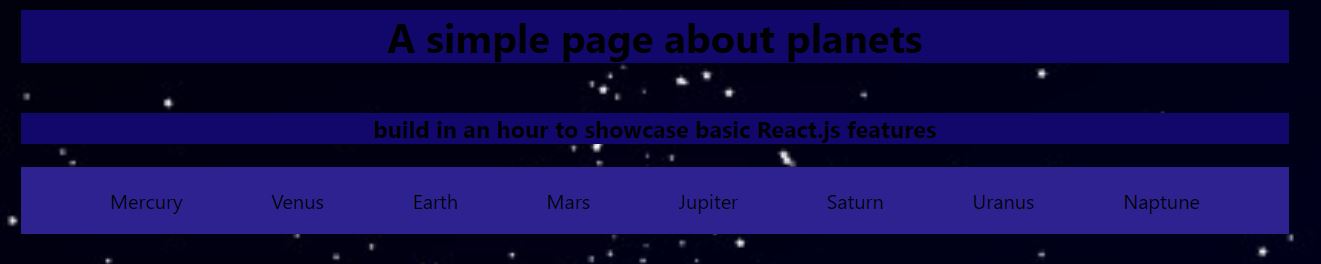 A simple page about planets
build in an hour to showcase basic React.js features
Mercury Venus Earth Mars Jupiter Saturn Uranus Naptune